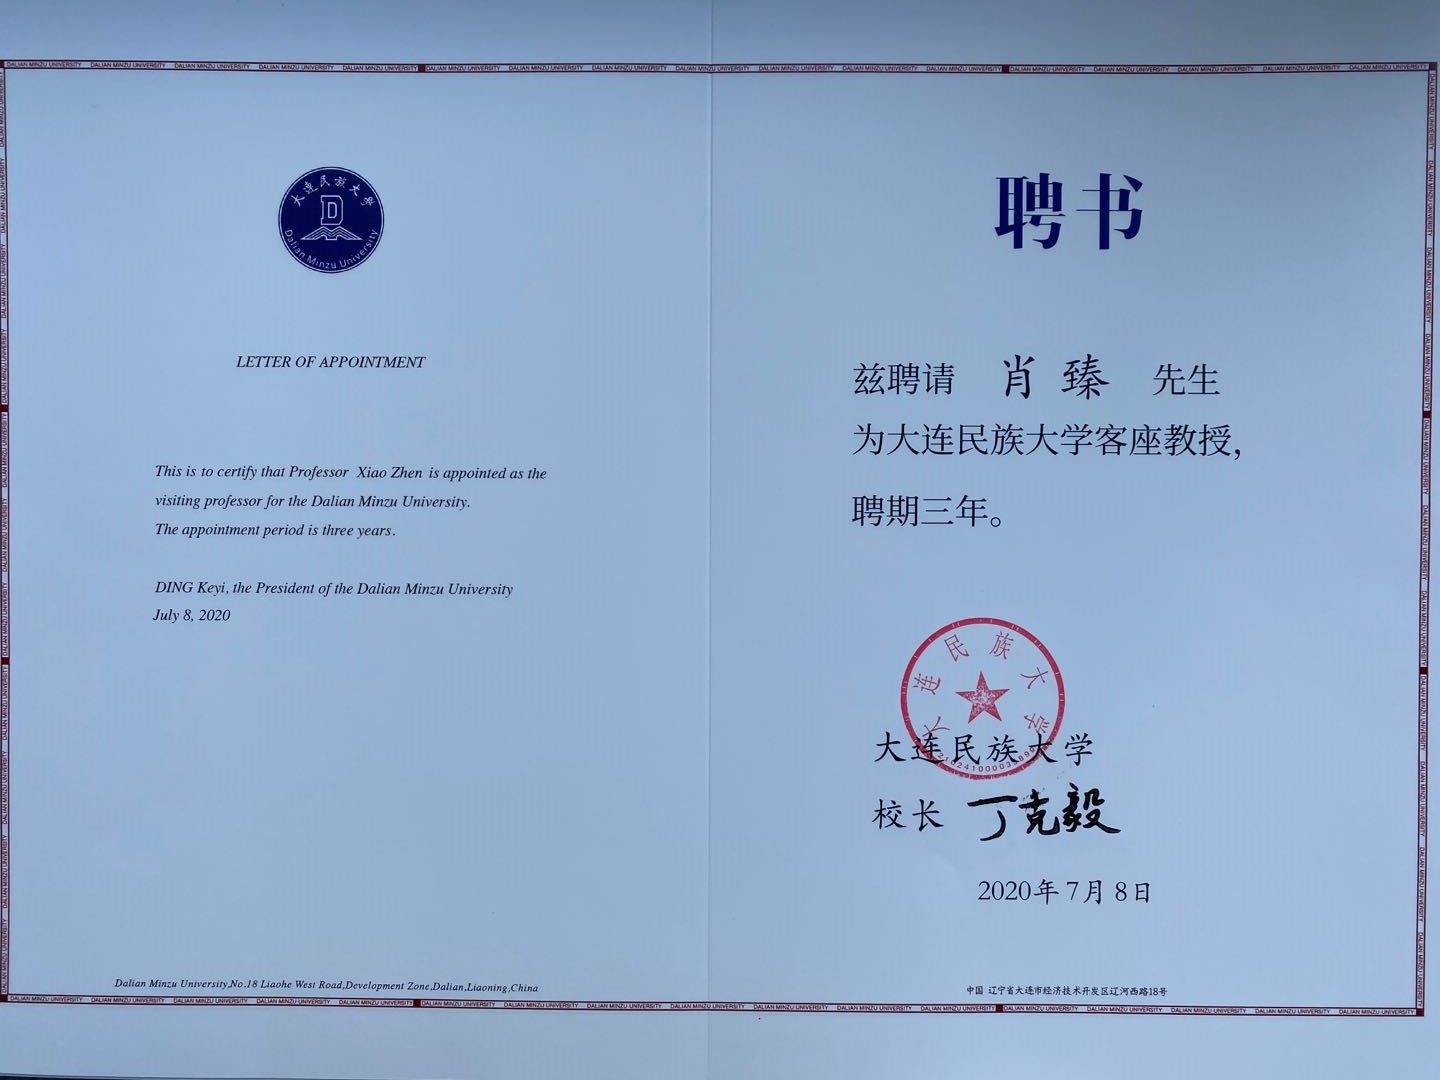 大连民族大学
D
Dalian Minzu University
LETTER OF APPOINTMENT
This is to certify that Professor Xiao Zhen is appointed as the
visiting professor for the Dalian Minzu University.
The appointment period is three years.
DING Keyi, the President of the Dalian Minzu University
July 8, 2020
Dalian Minzu University,No.18 Liaohe West Road,Development Zone,Dalian,Liaoning,China
聘书
兹聘请 肖臻 先生
为大连民族大学客座教授，
聘期三年。
大连民族大学
大连民族大学
校长 丁克毅
2020年7月8日
中国 辽宁省大连市经济技术开发区辽河西路18号
DALIAN MINZU UNIVERSITY